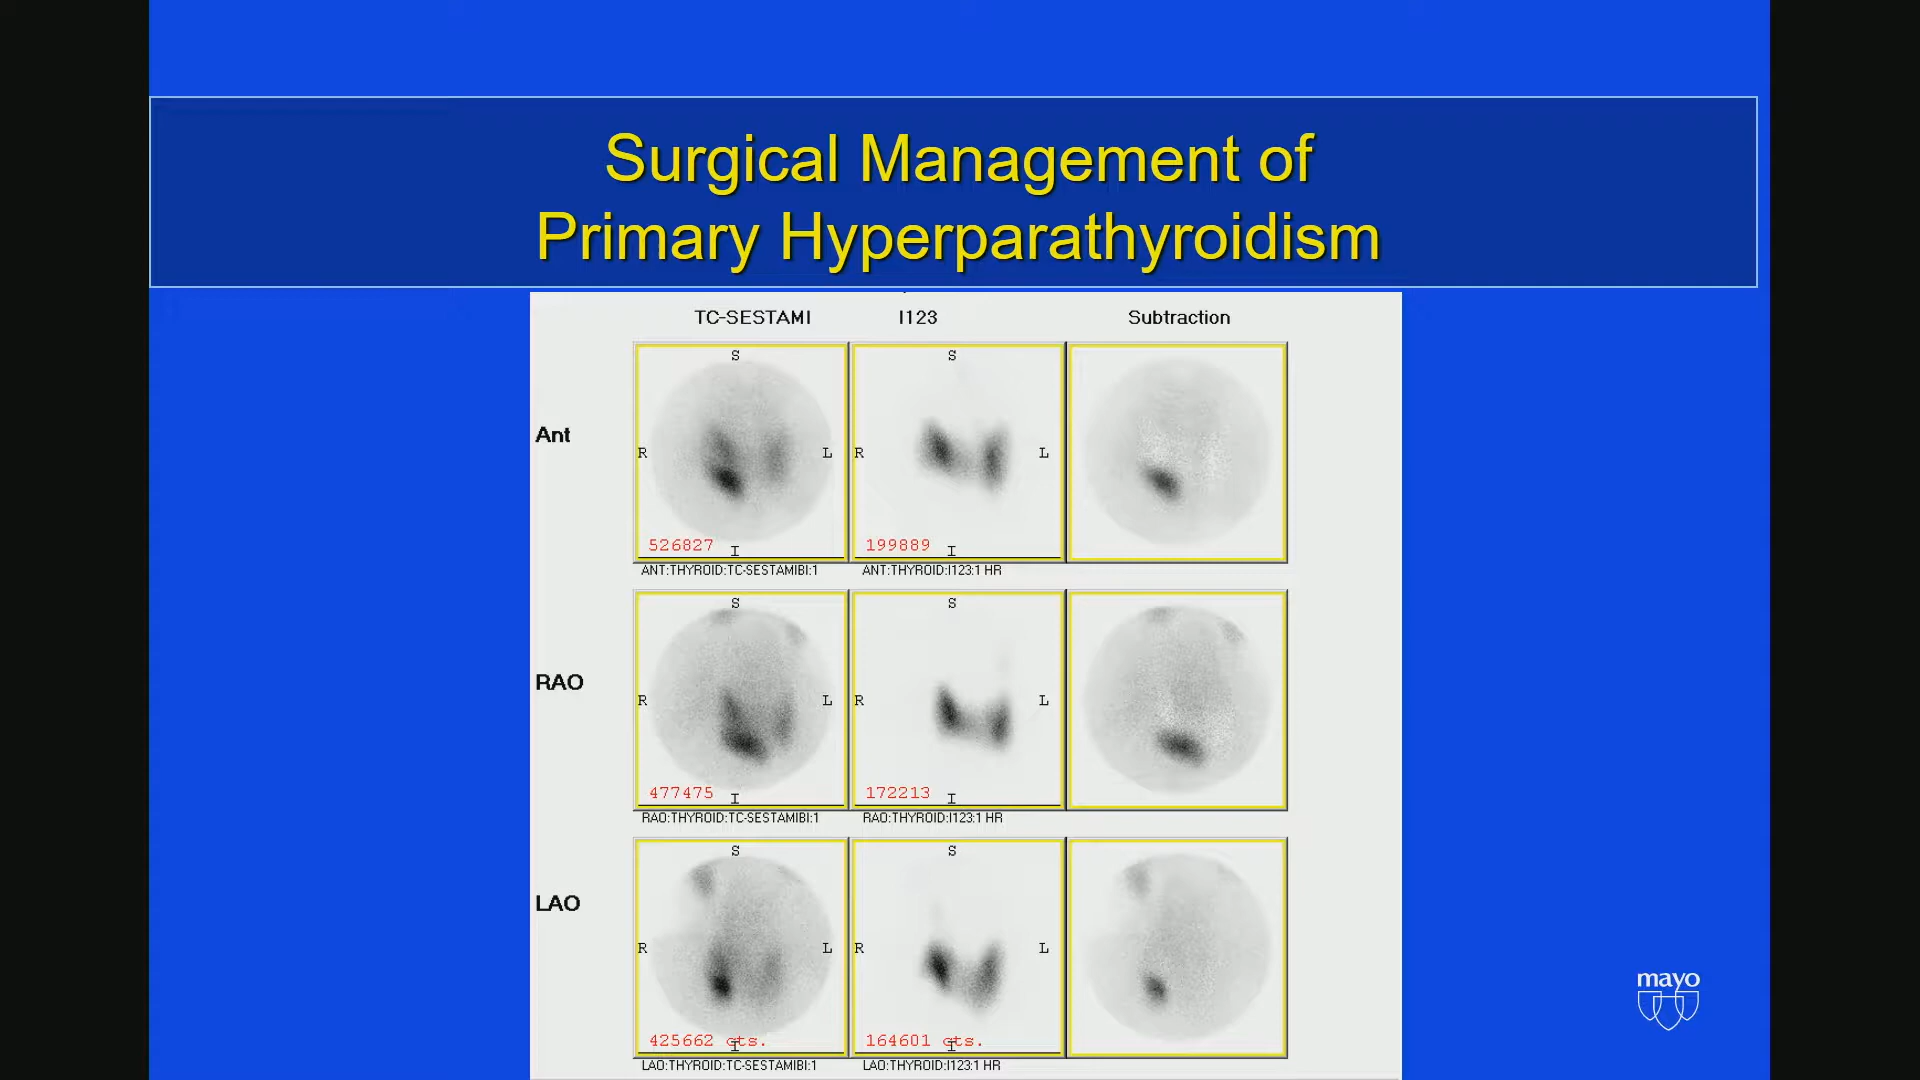 Surgical Management of
Primary Hyperparathyroidism
TC-SESTAMI I123 Subtraction
Ant
S S
R L R L
526827 I 199889 I
ANT:THYROID:TC-SESTAMIBI:1 ANT:THYROID:I123:1 HR
RAO
S S
R L R L
477475 I 172213 I
RAO:THYROID:TC-SESTAMIBI:1 RAO:THYROID:I123:1 HR
LAO
S S
R L R L
425662 cts. I 164601 cts. I
LAO:THYROID:TC-SESTAMIBI:1 LAO:THYROID:I123:1 HR
mayo